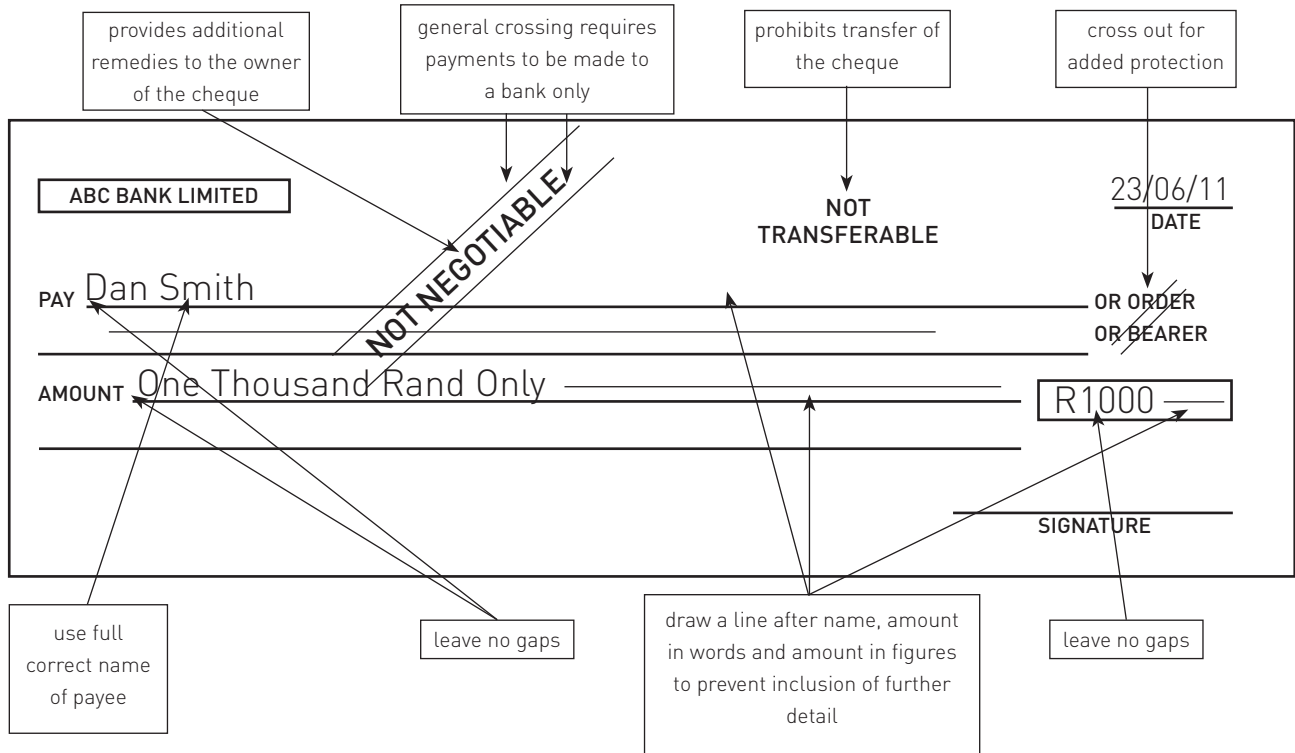 provides additional
remedies to the owner
of the cheque
general crossing requires
payments to be made to
a bank only
prohibits transfer of
the cheque
cross out for
added protection
ABC BANK LIMITED
NOT NEGOTIABLE
NOT
TRANSFERABLE
23/06/11
DATE
PAY Dan Smith
OR ORDER
OR BEARER
AMOUNT One Thousand Rand Only
R1000
SIGNATURE
use full
correct name
of payee
leave no gaps
draw a line after name, amount
in words and amount in figures
to prevent inclusion of further
detail
leave no gaps